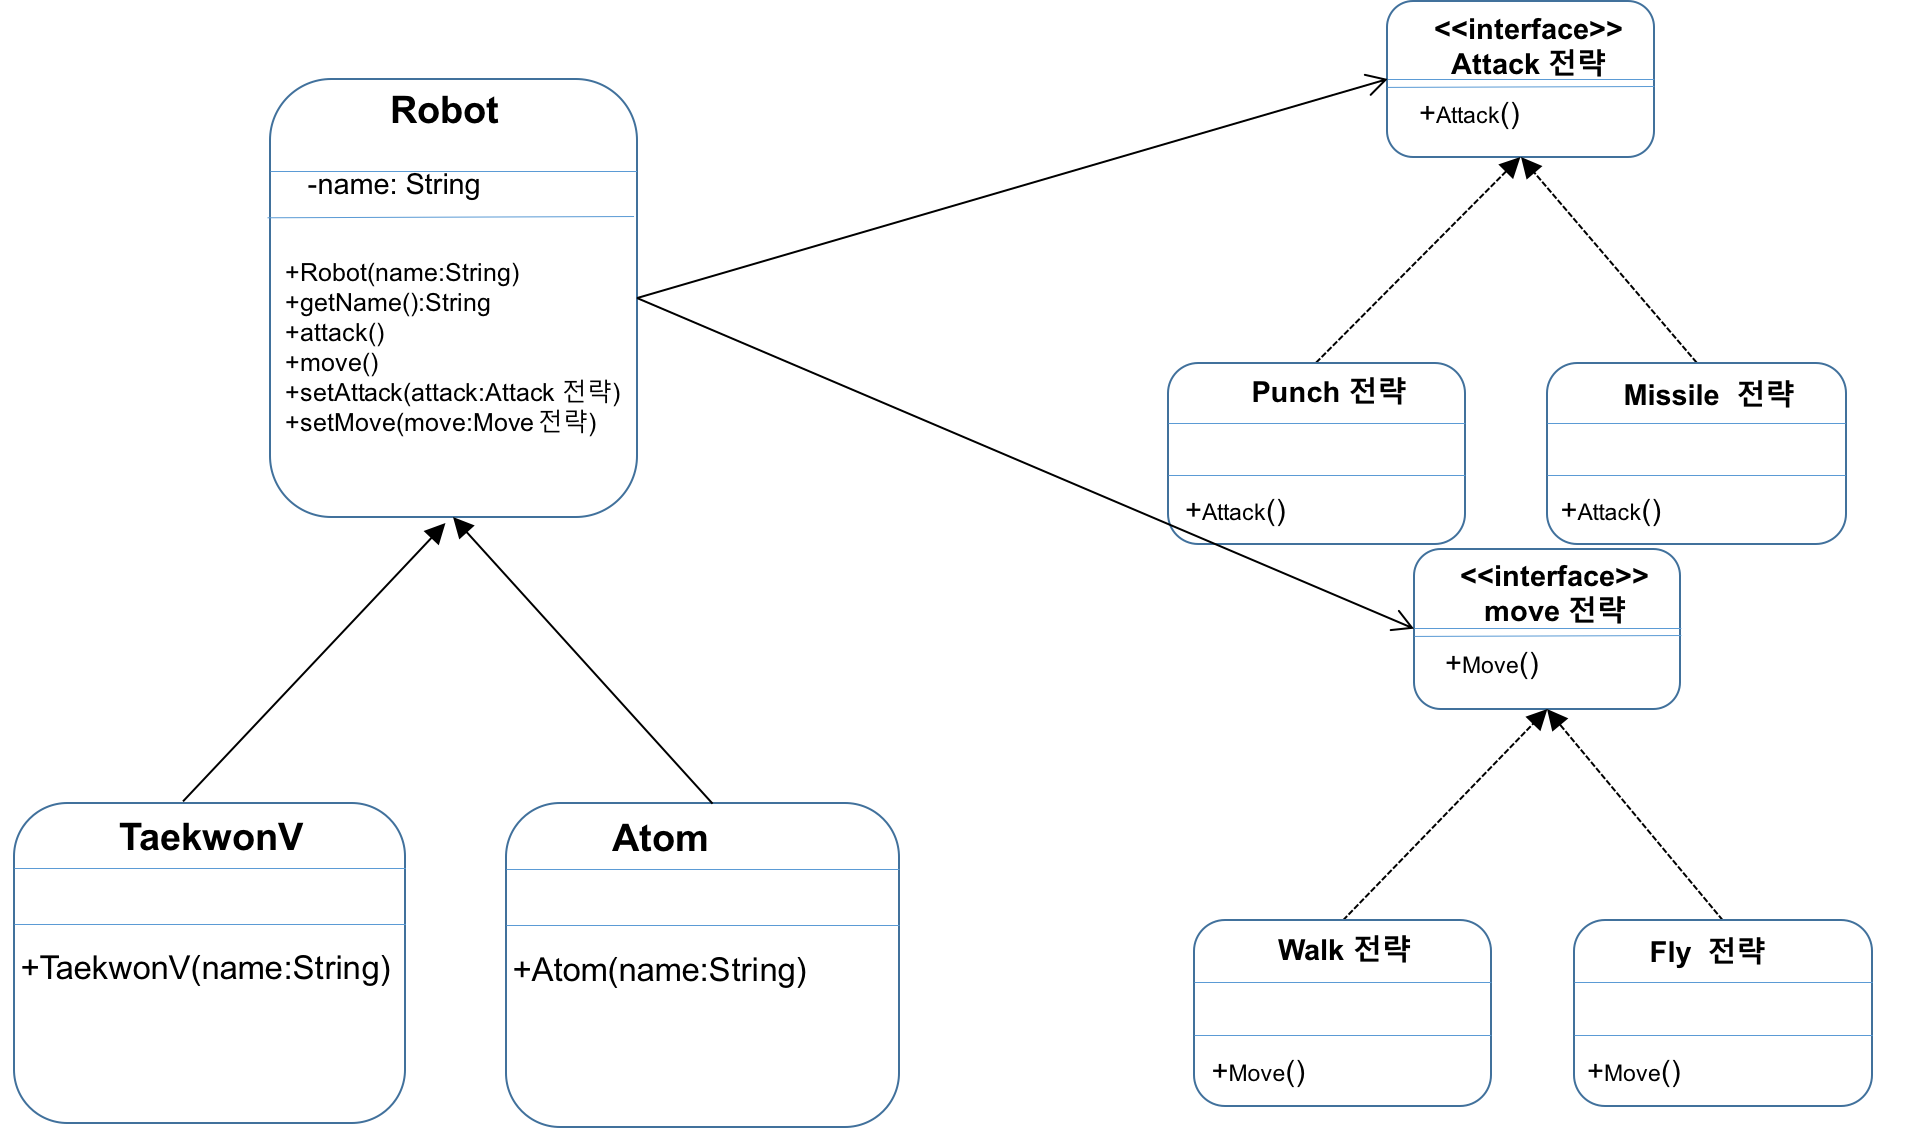 Robot
-name: String
+Robot(name:String)
+getName():String
+attack()
+move()
+setAttack(attack:Attack 전략)
+setMove(move:Move 전략)
<<interface>>
Attack 전략
+Attack()
Punch 전략
+Attack()
Missile 전략
+Attack()
<<interface>>
move 전략
+Move()
TaekwonV
+TaekwonV(name:String)
Atom
+Atom(name:String)
Walk 전략
+Move()
Fly 전략
+Move()